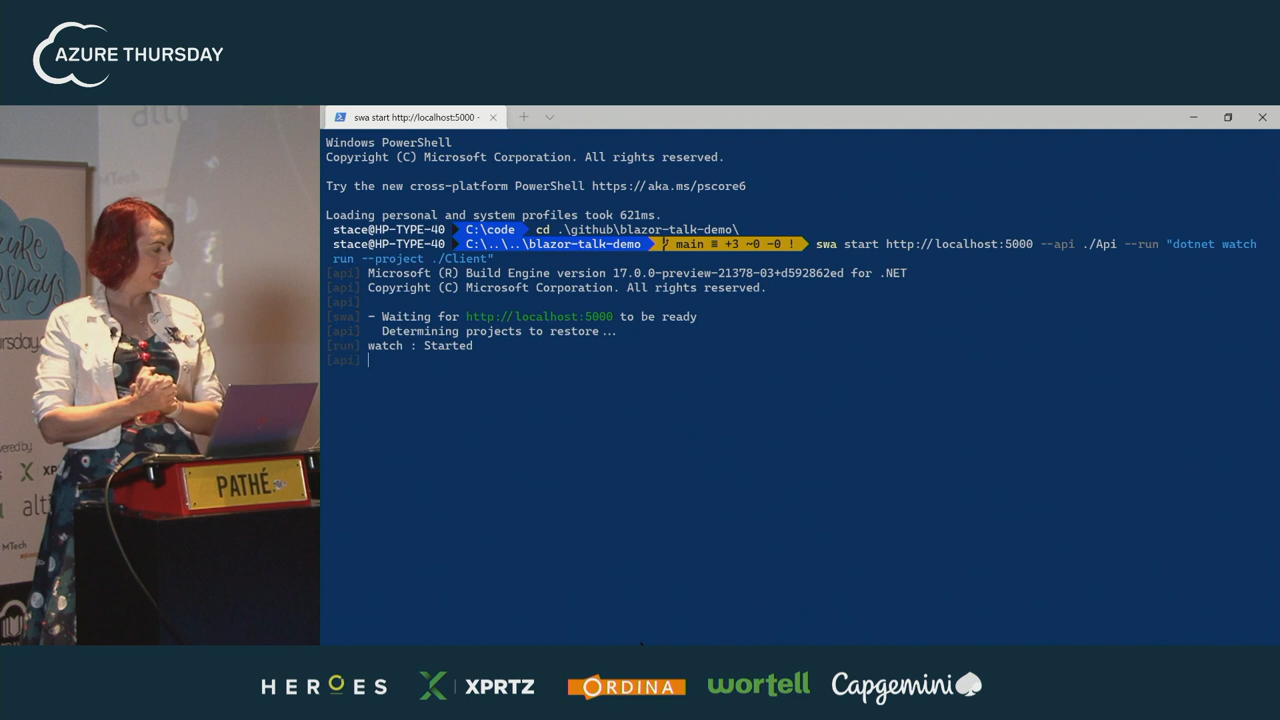 AZURE THURSDAY
swa start http://localhost:5000 -
Windows PowerShell
Copyright (C) Microsoft Corporation. All rights reserved.
Try the new cross-platform PowerShell https://aka.ms/pscore6
Loading personal and system profiles took 621ms.
stace@HP-TYPE-40 C:\code cd .\github\blazor-talk-demo\
stace@HP-TYPE-40 C:\..\..\blazor-talk-demo main ≡ +3 ~0 -0 ! swa start http://localhost:5000 --api ./Api --run "dotnet watch
run --project ./Client"
[api] Microsoft (R) Build Engine version 17.0.0-preview-21378-03+d592862ed for .NET
[api] Copyright (C) Microsoft Corporation. All rights reserved.
[api]
[swa] - Waiting for http://localhost:5000 to be ready
[api] Determining projects to restore...
[run] watch : Started
[api]
PATHÉ
MTech
HEROES
XPRTZ
ORDINA
wortell
Capgemini